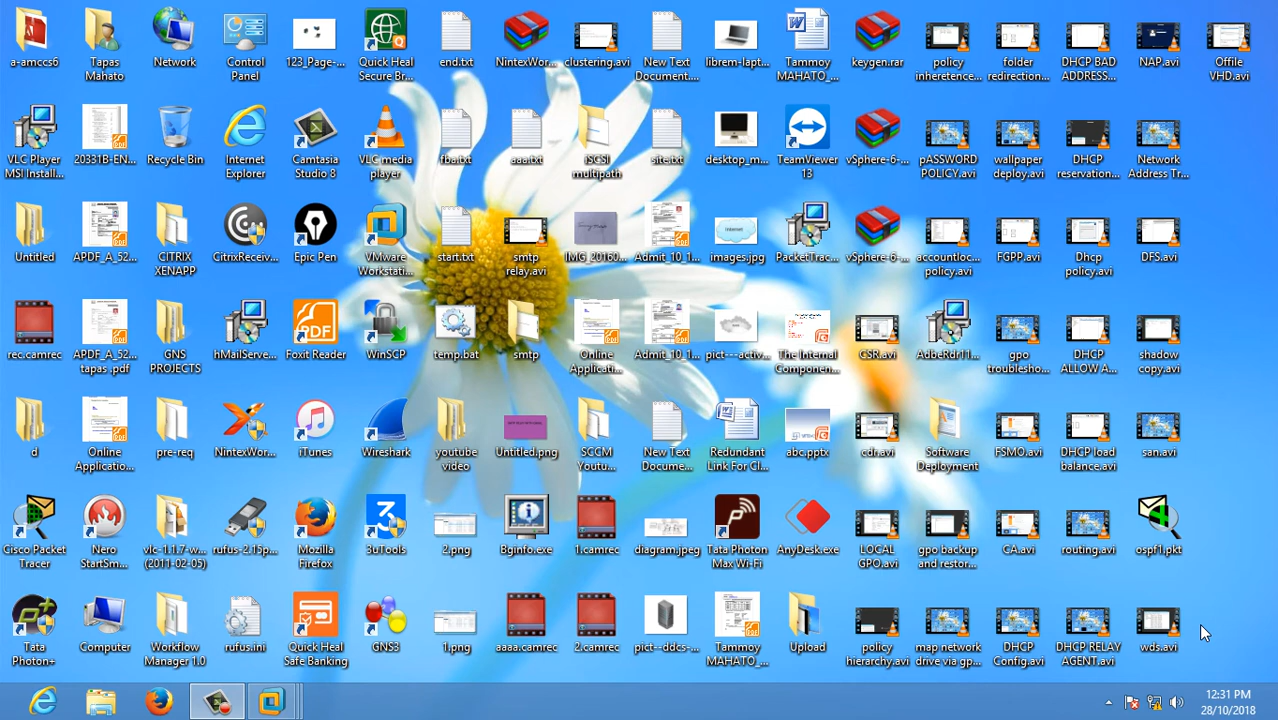 a-amccs6
Tapas
Mahato
Network
Control
Panel
123_Page-...
Quick Heal
Secure Br...
end.txt
NintexWor...
clustering.avi
New Text
Document....
librem-lapt...
Tammoy
MAHATO_...
keygen.rar
policy
inheretence...
folder
redirection...
DHCP BAD
ADDRESS...
NAP.avi
Offile
VHD.avi
VLC Player
MSI Install...
20331B-EN...
Recycle Bin
Internet
Explorer
Camtasia
Studio 8
VLC media
player
fba.txt
aaa.txt
iSCSI
multipath
site.txt
desktop_m...
TeamViewer
13
vSphere-6-...
pASSWORD
POLICY.avi
wallpaper
deploy.avi
DHCP
reservation...
Network
Address Tr...
Untitled
APDF_A_52...
CITRIX
XENAPP
CitrixReceiv...
Epic Pen
VMware
Workstati...
start.txt
smtp
relay.avi
IMG_20160...
Admit_10_1...
images.jpg
PacketTrac...
vSphere-6-...
accountloc...
policy.avi
FGPP.avi
Dhcp
policy.avi
DFS.avi
rec.camrec
APDF_A_52...
tapas .pdf
GNS
PROJECTS
hMailServe...
Foxit Reader
WinSCP
temp.bat
smtp
Online
Applicati...
Admit_10_1...
pict---activ...
The Internal
Componen...
CSR.avi
AdbeRdr11...
gpo
troublesho...
DHCP
ALLOW A...
shadow
copy.avi
d
Online
Applicatio...
pre-req
NintexWor...
iTunes
Wireshark
youtube
video
Untitled.png
SCCM
Youtu...
New Text
Docume...
Redundant
Link For Cl...
abc.pptx
cdr.avi
Software
Deployment
FSMO.avi
DHCP load
balance.avi
san.avi
Cisco Packet
Tracer
Nero
StartSm...
vlc-1.1.7-w...
(2011-02-05)
rufus-2.15p...
Mozilla
Firefox
3uTools
2.png
Bginfo.exe
1.camrec
diagram.jpeg
Tata Photon
Max Wi-Fi
AnyDesk.exe
LOCAL
GPO.avi
gpo backup
and restor...
CA.avi
routing.avi
ospf1.pkt
Tata
Photon+
Computer
Workflow
Manager 1.0
rufus.ini
Quick Heal
Safe Banking
GNS3
1.png
aaaa.camrec
2.camrec
pict--ddcs-...
Tammoy
MAHATO_...
Upload
policy
hierarchy.avi
map network
drive via gp...
DHCP
Config.avi
DHCP RELAY
AGENT.avi
wds.avi
12:31 PM
28/10/2018